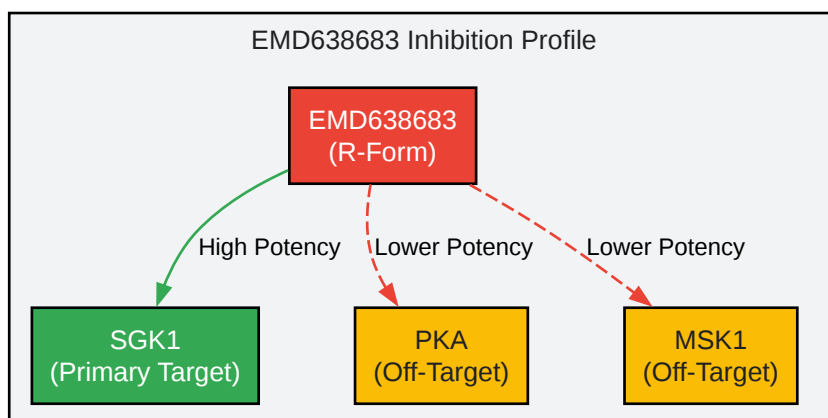 EMD638683 Inhibition Profile
EMD638683
(R-Form)
High Potency
Lower Potency
Lower Potency
SGK1
(Primary Target)
PKA
(Off-Target)
MSK1
(Off-Target)